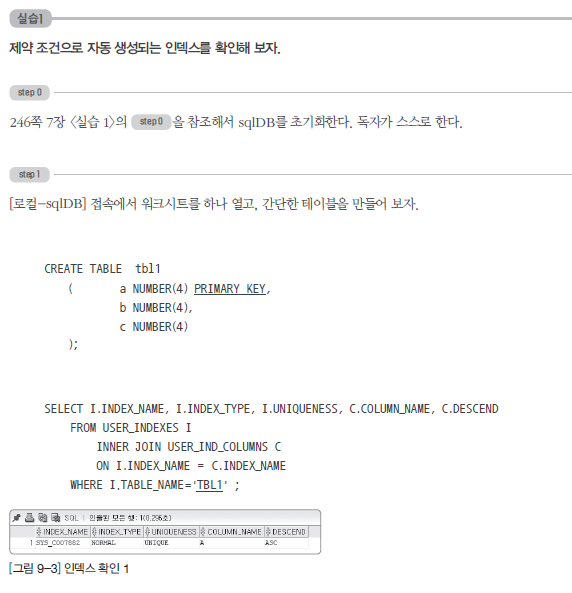 실습1
제약 조건으로 자동 생성되는 인덱스를 확인해 보자.
step 0
246쪽 7장 〈실습 1〉의 step 0 을 참조해서 sqlDB를 초기화한다. 독자가 스스로 한다.
step 1
[로컬-sqlDB] 접속에서 워크시트를 하나 열고, 간단한 테이블을 만들어 보자.
CREATE TABLE tbl1
( a NUMBER(4) PRIMARY KEY,
b NUMBER(4),
c NUMBER(4)
);
SELECT I.INDEX_NAME, I.INDEX_TYPE, I.UNIQUENESS, C.COLUMN_NAME, C.DESCEND
FROM USER_INDEXES I
INNER JOIN USER_IND_COLUMNS C
ON I.INDEX_NAME = C.INDEX_NAME
WHERE I.TABLE_NAME='TBL1' ;
SQL | 인출된 모든 행: 1(0.296초)
INDEX_NAME INDEX_TYPE UNIQUENESS COLUMN_NAME DESCEND
1 SYS_C007882 NORMAL UNIQUE A ASC
[그림 9-3] 인덱스 확인 1